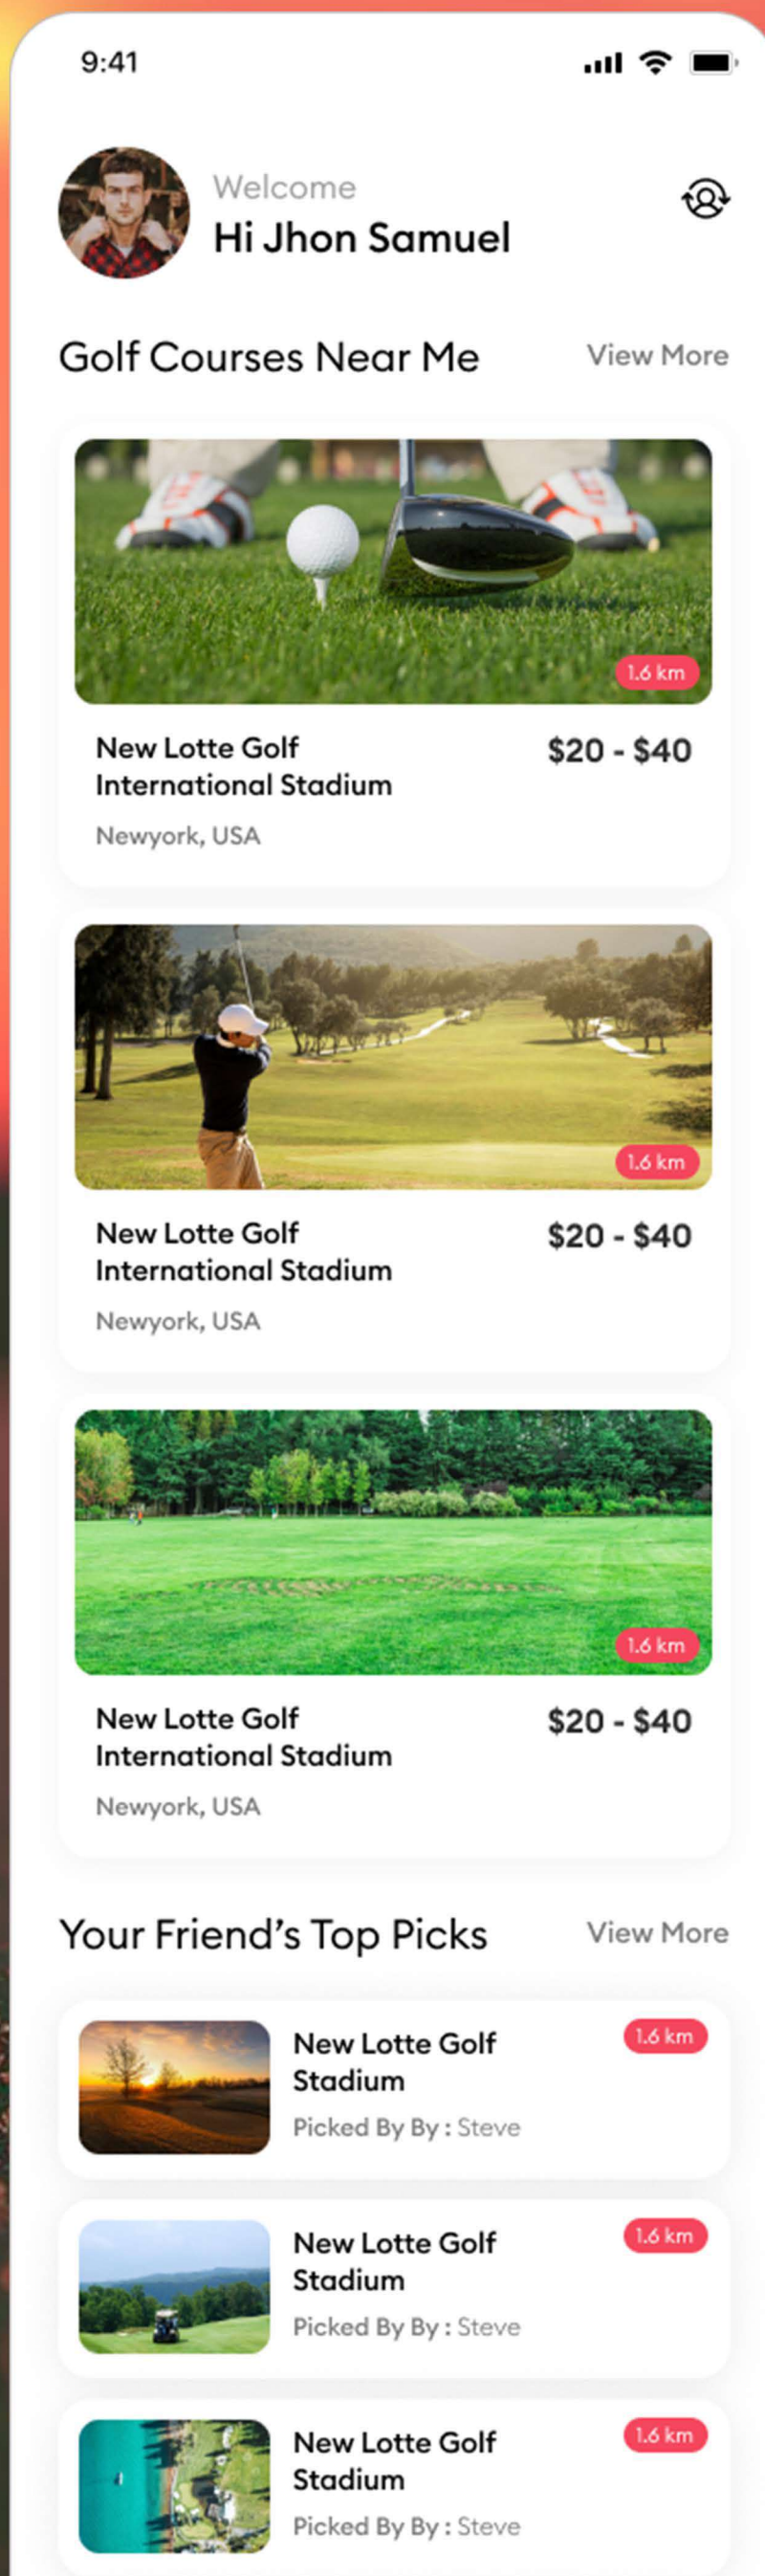 9:41
Welcome
Hi Jhon Samuel
Golf Courses Near Me
View More
1.6 km
New Lotte Golf
International Stadium
$20 - $40
Newyork, USA
1.6 km
New Lotte Golf
International Stadium
$20 - $40
Newyork, USA
1.6 km
New Lotte Golf
International Stadium
$20 - $40
Newyork, USA
Your Friend’s Top Picks
View More
New Lotte Golf
Stadium
1.6 km
Picked By By : Steve
New Lotte Golf
Stadium
1.6 km
Picked By By : Steve
New Lotte Golf
Stadium
1.6 km
Picked By By : Steve